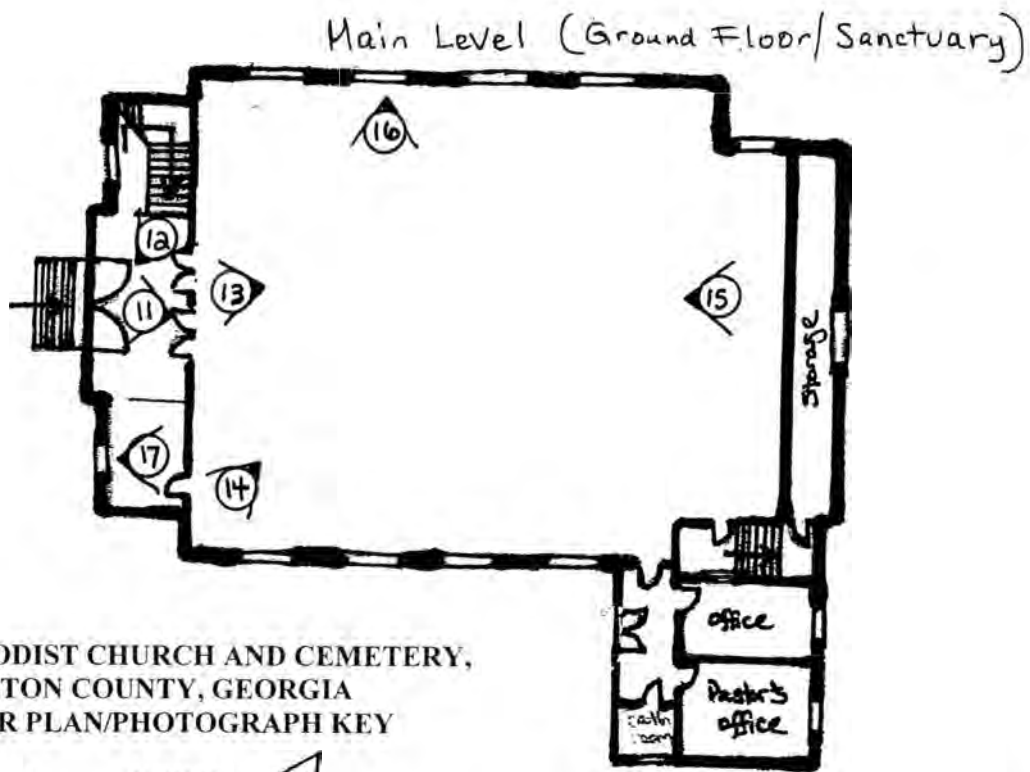 Main Level (Ground Floor/Sanctuary)
16
12
13
11
15
Storage
17
14
office
ODIST CHURCH AND CEMETERY,
TON COUNTY, GEORGIA
R PLAN/PHOTOGRAPH KEY
Pastor's
office
room